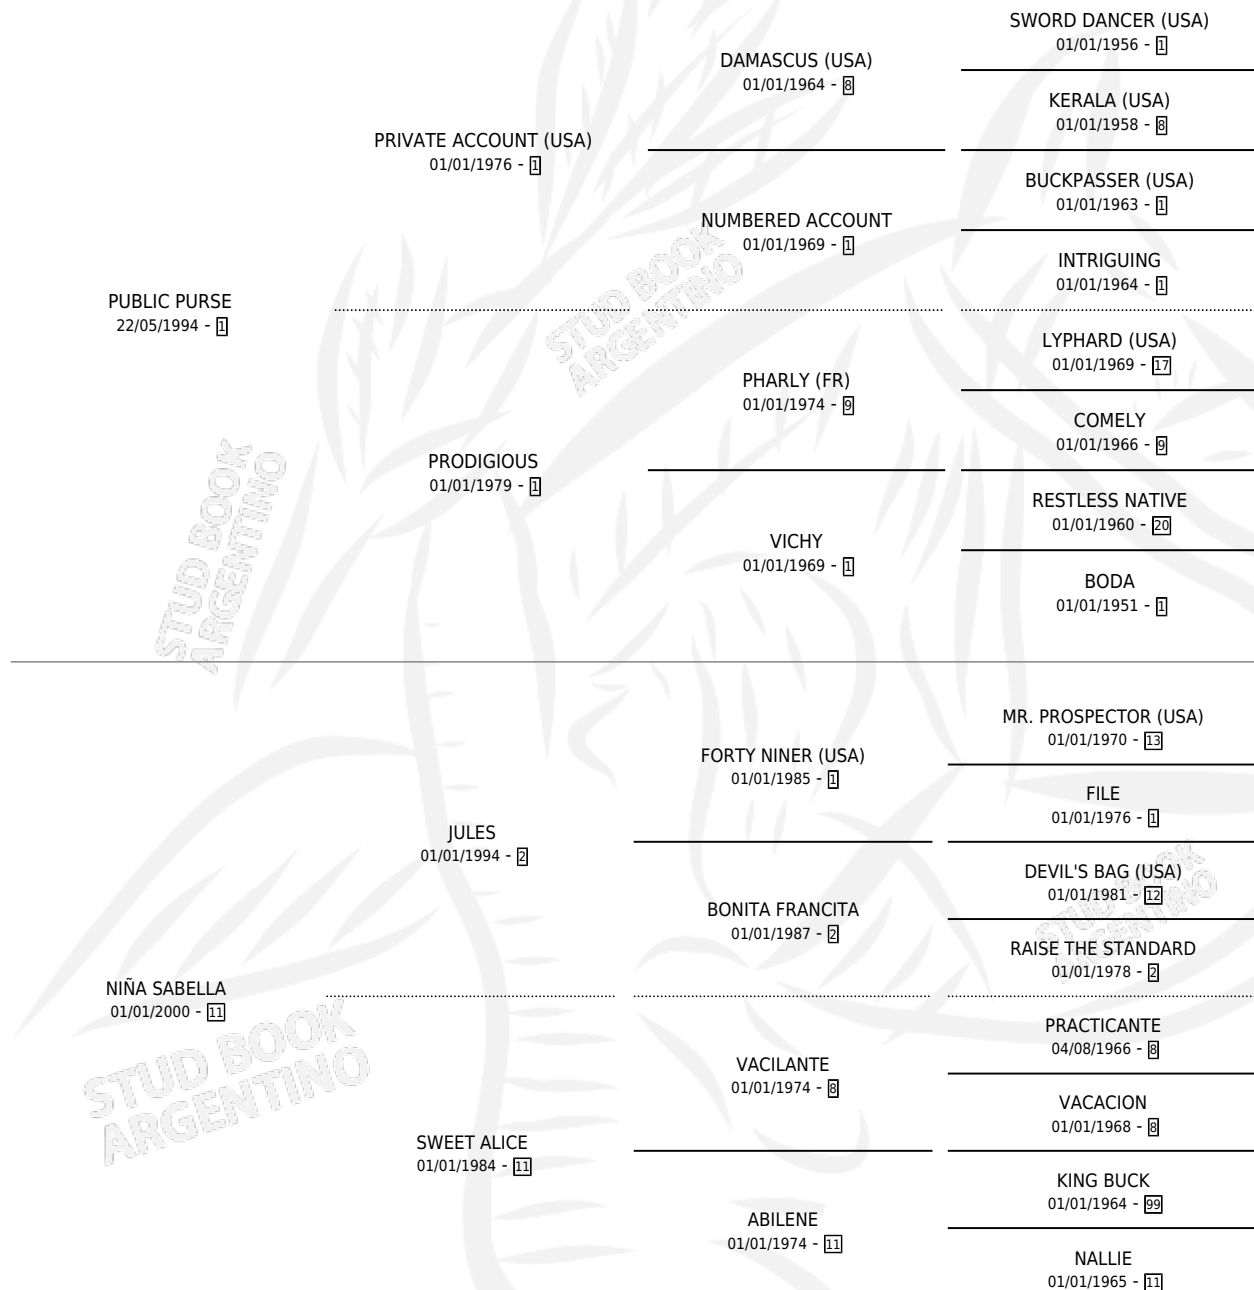 SWORD DANCER (USA)
01/01/1956 - 1
DAMASCUS (USA)
01/01/1964 - 8
KERALA (USA)
01/01/1958 - 8
PRIVATE ACCOUNT (USA)
01/01/1976 - 1
BUCKPASSER (USA)
01/01/1963 - 1
NUMBERED ACCOUNT
01/01/1969 - 1
INTRIGUING
01/01/1964 - 1
PUBLIC PURSE
22/05/1994 - 1
STUD BOOK
ARGENTINO
LYPHARD (USA)
01/01/1969 - 17
PHARLY (FR)
01/01/1974 - 9
COMELY
01/01/1966 - 9
PRODIGIOUS
01/01/1979 - 1
RESTLESS NATIVE
01/01/1960 - 20
VICHY
01/01/1969 - 1
BODA
01/01/1951 - 1
STUD BOOK
ARGENTINO
MR. PROSPECTOR (USA)
01/01/1970 - 13
FORTY NINER (USA)
01/01/1985 - 1
FILE
01/01/1976 - 1
JULES
01/01/1994 - 2
DEVIL'S BAG (USA)
01/01/1981 - 12
BONITA FRANCITA
01/01/1987 - 2
RAISE THE STANDARD
01/01/1978 - 2
STUD BOOK
ARGENTINO
NIÑA SABELLA
01/01/2000 - 11
STUD BOOK
ARGENTINO
PRACTICANTE
04/08/1966 - 8
VACILANTE
01/01/1974 - 8
VACACION
01/01/1968 - 8
SWEET ALICE
01/01/1984 - 11
KING BUCK
01/01/1964 - 99
ABILENE
01/01/1974 - 11
NALLIE
01/01/1965 - 11